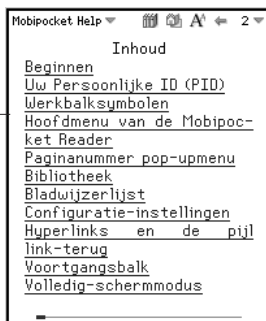 Mobipocket Help 2
Inhoud
Beginnen
Uw Persoonlijke ID (PID)
Werkbalksymbolen
Hoofdmenu van de Mobipoc-
ket Reader
Paginanummer pop-upmenu
Bibliotheek
Bladwijzerlijst
Configuratie-instellingen
Hyperlinks en de pijl
link-terug
Voortgangsbalk
Volledig-schermmodus